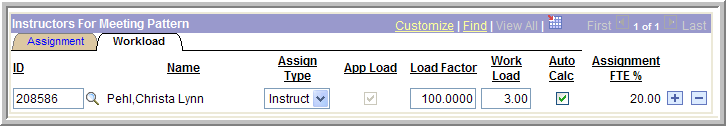 Instructors For Meeting Pattern Customize | Find | View All | First 1 of 1 Last
Assignment Workload
ID Name Assign Type App Load Load Factor Work Load Auto Calc Assignment FTE %
208586 Pehl,Christa Lynn Instruct 100.0000 3.00 20.00